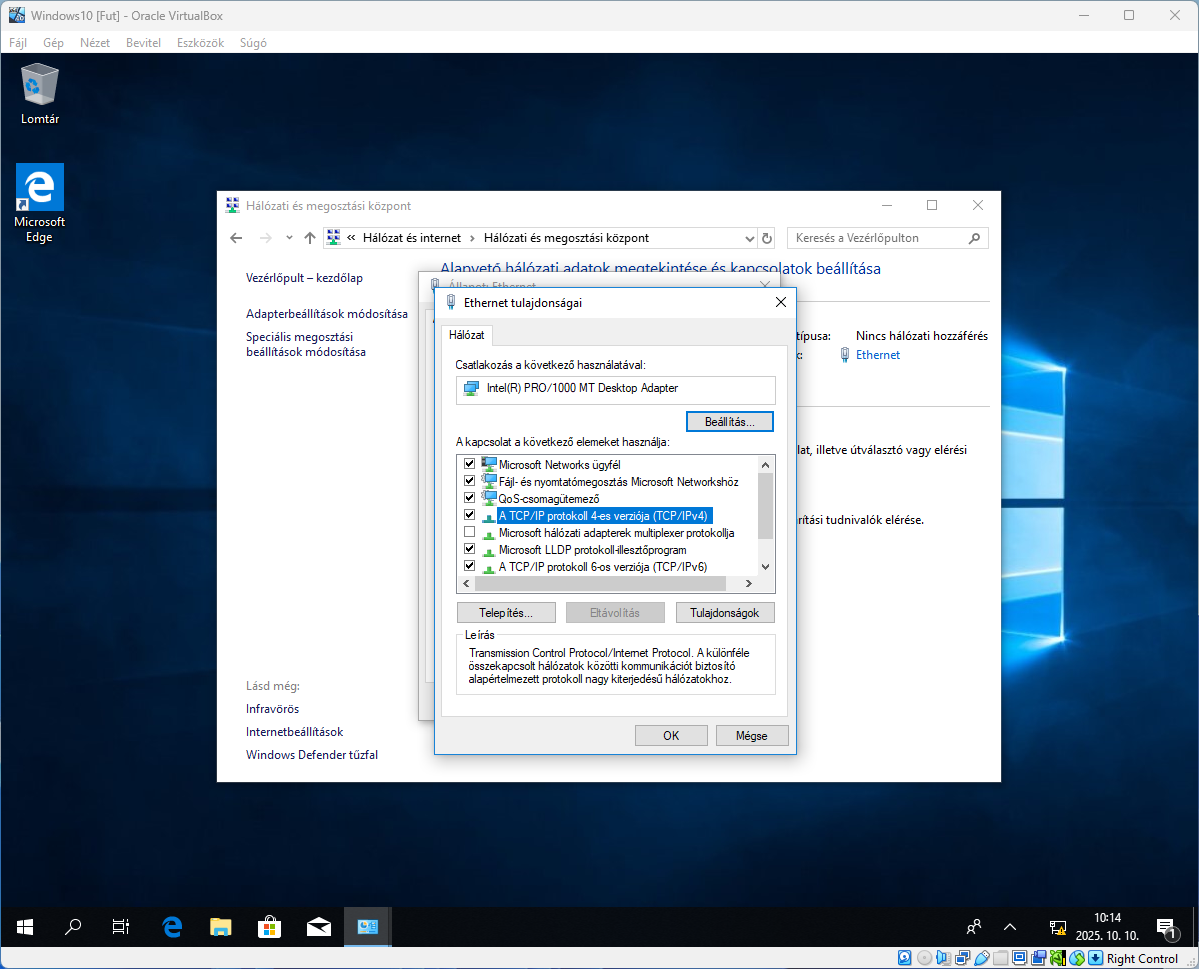 Windows10 [Fut] - Oracle VirtualBox
Fájl Gép Nézet Bevitel Eszközök Súgó
Lomtár
Microsoft
Edge
Hálózati és megosztási központ
« Hálózat és internet › Hálózati és megosztási központ
Keresés a Vezérlőpulton
Vezérlőpult – kezdőlap
Adapterbeállítások módosítása
Speciális megosztási
beállítások módosítása
Alapvető hálózati adatok megtekintése és kapcsolatok beállítása
Állapot: Ethernet
típusa: Nincs hálózati hozzáférés
Ethernet
lat, illetve útválasztó vagy elérési
rítási tudnivalók elérése.
Ethernet tulajdonságai
Hálózat
Csatlakozás a következő használatával:
Intel(R) PRO/1000 MT Desktop Adapter
Beállítás...
A kapcsolat a következő elemeket használja:
Microsoft Networks ügyfél
Fájl- és nyomtatómegosztás Microsoft Networkshöz
QoS-csomagütemező
A TCP/IP protokoll 4-es verziója (TCP/IPv4)
Microsoft hálózati adapterek multiplexer protokollja
Microsoft LLDP protokoll-illesztőprogram
A TCP/IP protokoll 6-os verziója (TCP/IPv6)
Telepítés... Eltávolítás Tulajdonságok
Leírás
Transmission Control Protocol/Internet Protocol. A különféle
összekapcsolt hálózatok közötti kommunikációt biztosító
alapértelmezett protokoll nagy kiterjedésű hálózatokhoz.
OK Mégse
Lásd még:
Infravörös
Internetbeállítások
Windows Defender tűzfal
10:14
2025. 10. 10.
1
Right Control